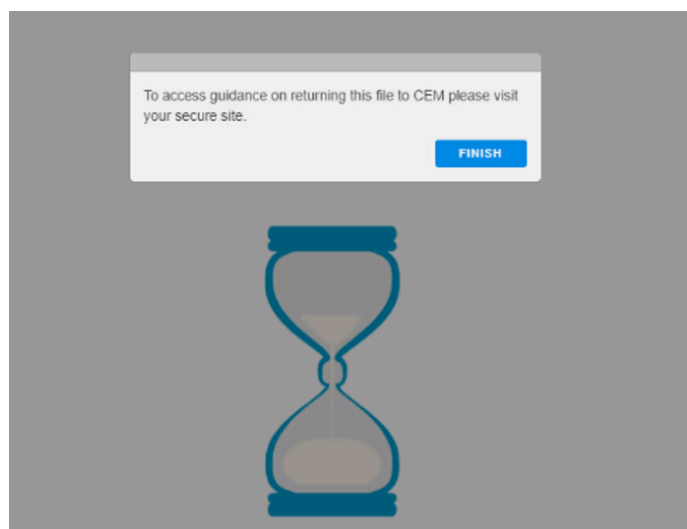 To access guidance on returning this file to CEM please visit
your secure site.
FINISH